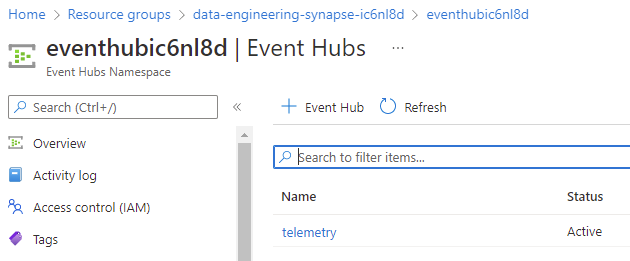 Home > Resource groups > data-engineering-synapse-ic6nl8d > eventhubic6nl8d
eventhubic6nl8d | Event Hubs ...
Event Hubs Namespace
Search (Ctrl+/) «
+ Event Hub Refresh
Overview
Activity log
Access control (IAM)
Tags
Search to filter items...
Name Status
telemetry Active